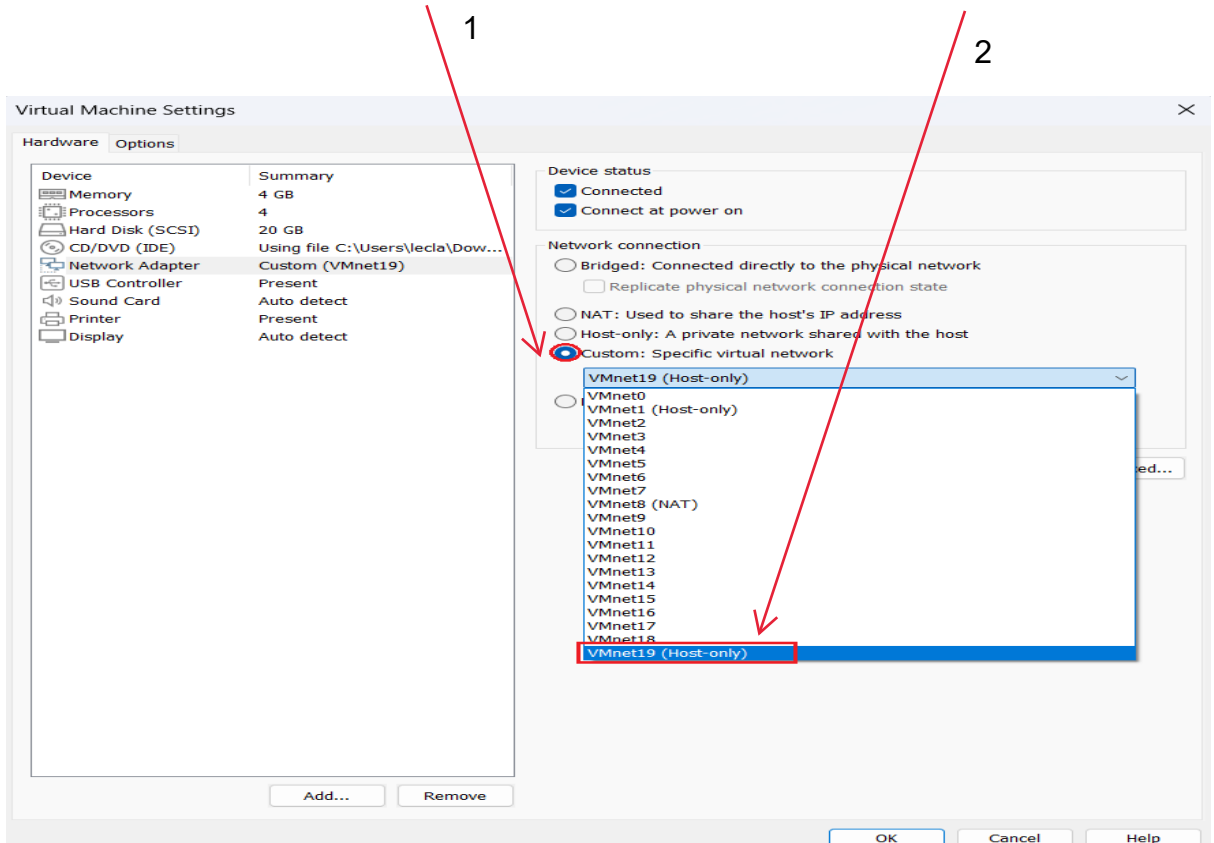 1
2
Virtual Machine Settings
Hardware Options
Device Summary
Memory 4 GB
Processors 4
Hard Disk (SCSI) 20 GB
CD/DVD (IDE) Using file C:\Users\lecla\Dow...
Network Adapter Custom (VMnet19)
USB Controller Present
Sound Card Auto detect
Printer Present
Display Auto detect
Add... Remove
Device status
Connected
Connect at power on
Network connection
Bridged: Connected directly to the physical network
Replicate physical network connection state
NAT: Used to share the host's IP address
Host-only: A private network shared with the host
Custom: Specific virtual network
VMnet19 (Host-only)
VMnet0
VMnet1 (Host-only)
VMnet2
VMnet3
VMnet4
VMnet5
VMnet6
VMnet7
VMnet8 (NAT)
VMnet9
VMnet10
VMnet11
VMnet12
VMnet13
VMnet14
VMnet15
VMnet16
VMnet17
VMnet18
VMnet19 (Host-only)
ed...
OK Cancel Help